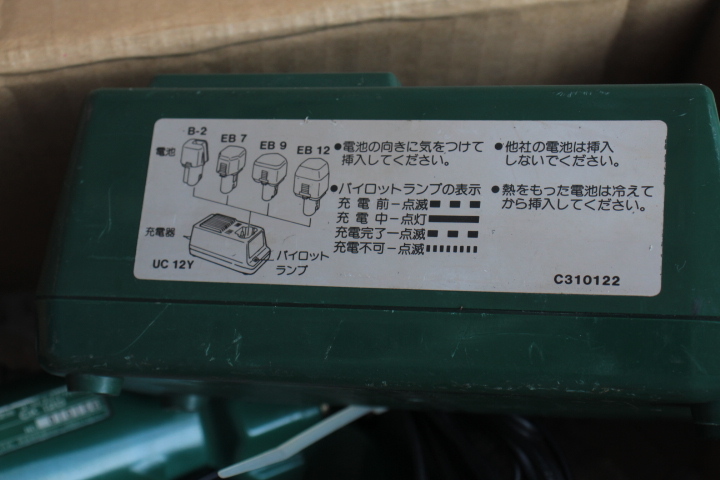 B-2
EB 7
EB 9
EB 12
電池
充電器
パイロット
ランプ
UC 12Y
●電池の向きに気をつけて
挿入してください。
●パイロットランプの表示
充電前－点滅
充電中－点灯
充電完了－点滅
充電不可－点滅
●他社の電池は挿入
しないでください。
●熱をもった電池は冷えて
から挿入してください。
C310122